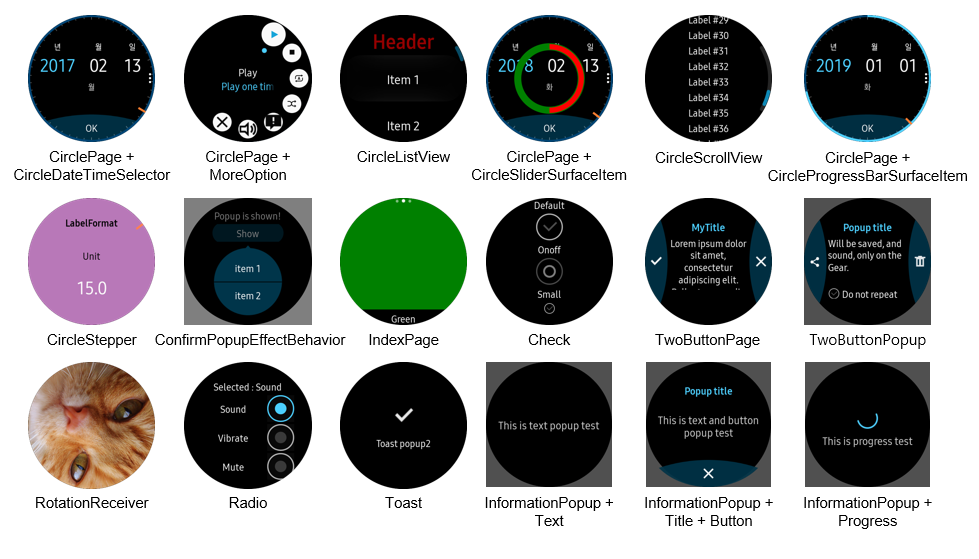 년 월 일
2017 02 13
월
OK
CirclePage +
CircleDateTimeSelector
Play
Play one tim
CirclePage +
MoreOption
Header
Item 1
Item 2
CircleListView
년 월 일
2018 02 13
화
OK
CirclePage +
CircleSliderSurfaceItem
Label #29
Label #30
Label #31
Label #32
Label #33
Label #34
Label #35
Label #36
CircleScrollView
년 월 일
2019 01 01
화
OK
CirclePage +
CircleProgressBarSurfaceItem
LabelFormat
Unit
15.0
CircleStepper
Popup is shown!
Show
item 1
item 2
ConfirmPopupEffectBehavior
Green
IndexPage
Default
Onoff
Small
Check
MyTitle
Lorem ipsum dolor
sit amet,
consectetur
adipiscing elit.
TwoButtonPage
Popup title
Will be saved, and
sound, only on the
Gear.
Do not repeat
TwoButtonPopup
RotationReceiver
Selected : Sound
Sound
Vibrate
Mute
Radio
Toast popup2
Toast
This is text popup test
InformationPopup +
Text
Popup title
This is text and button
popup test
InformationPopup +
Title + Button
This is progress test
InformationPopup +
Progress